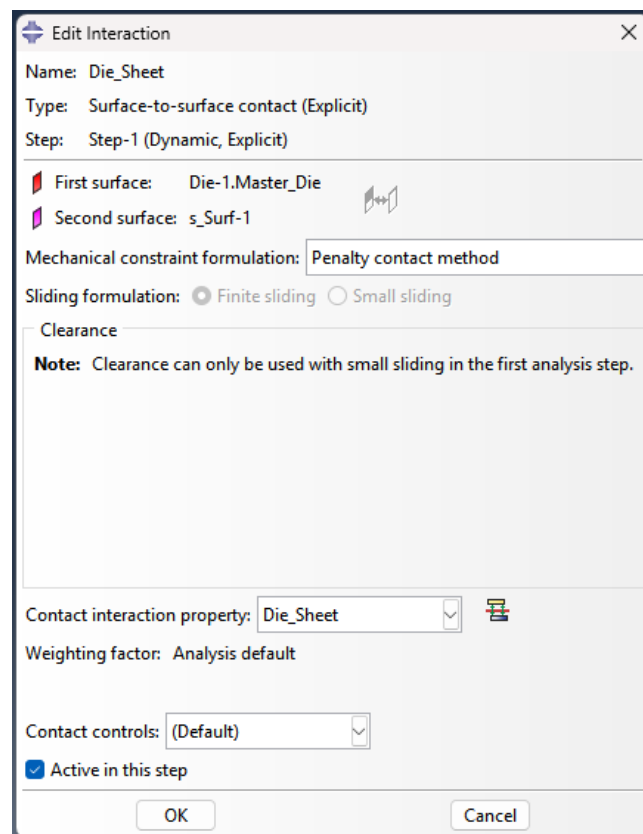 Edit Interaction
Name: Die_Sheet
Type: Surface-to-surface contact (Explicit)
Step: Step-1 (Dynamic, Explicit)
First surface: Die-1.Master_Die
Second surface: s_Surf-1
Mechanical constraint formulation: Penalty contact method
Sliding formulation: Finite sliding Small sliding
Clearance
Note: Clearance can only be used with small sliding in the first analysis step.
Contact interaction property: Die_Sheet
Weighting factor: Analysis default
Contact controls: (Default)
Active in this step
OK Cancel